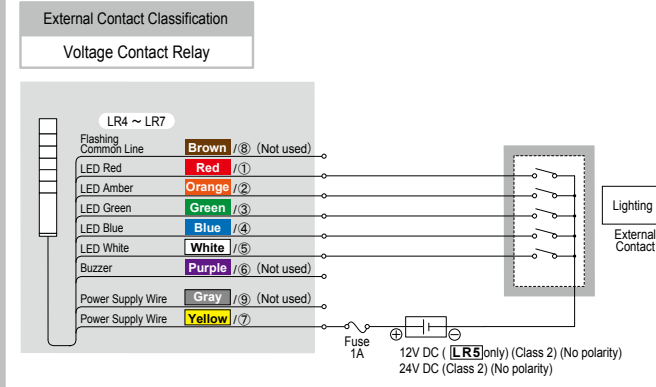 External Contact Classification
Voltage Contact Relay
LR4 ～ LR7
Flashing
Common Line Brown /⑧ (Not used)
LED Red Red /①
LED Amber Orange /②
LED Green Green /③
LED Blue Blue /④
LED White White /⑤
Buzzer Purple /⑥ (Not used)
Power Supply Wire Gray /⑨ (Not used)
Power Supply Wire Yellow /⑦
Lighting
External
Contact
Fuse
1A
⊕ ⊖
12V DC ( LR5 only) (Class 2) (No polarity)
24V DC (Class 2) (No polarity)